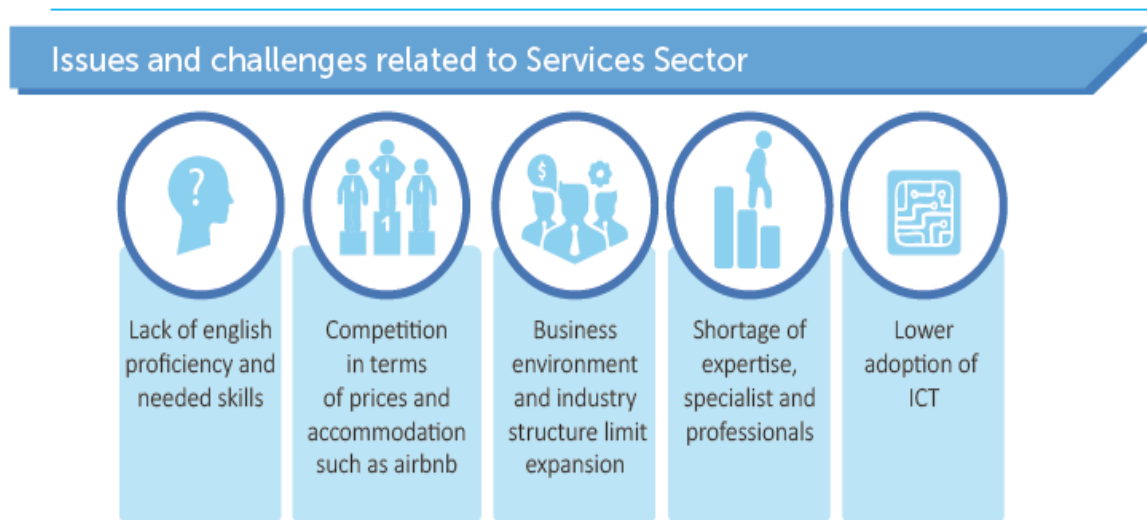 Issues and challenges related to Services Sector
?
1
$
Lack of english
proficiency and
needed skills
Competition
in terms
of prices and
accommodation
such as airbnb
Business
environment
and industry
structure limit
expansion
Shortage of
expertise,
specialist and
professionals
Lower
adoption of
ICT